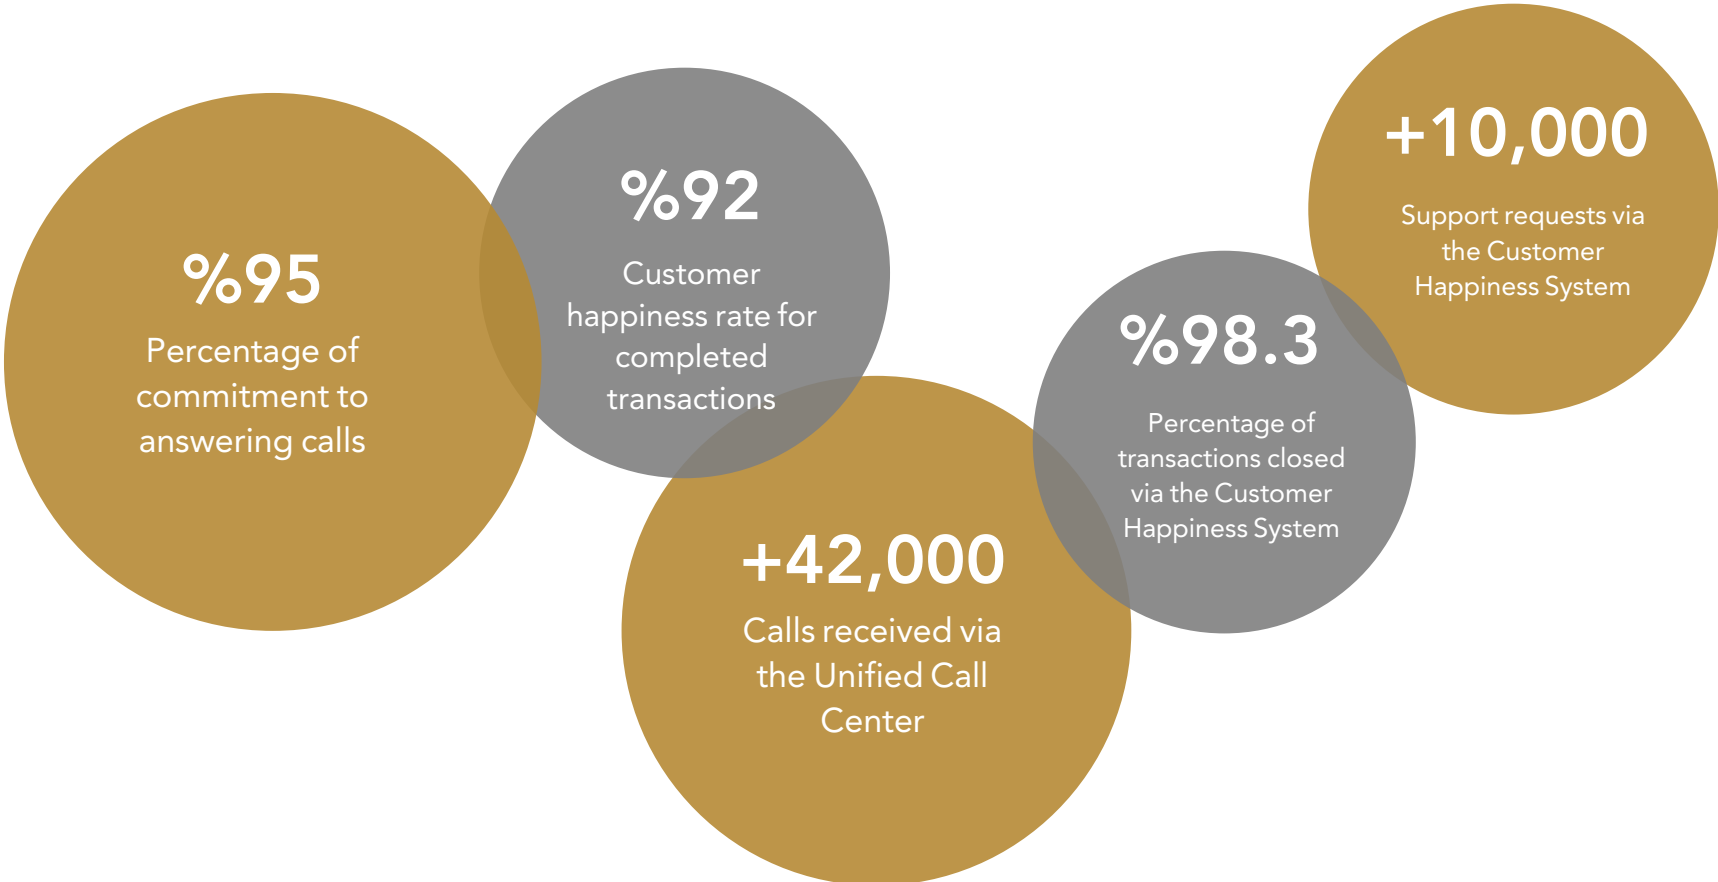 %95
Percentage of
commitment to
answering calls
%92
Customer
happiness rate for
completed
transactions
+42,000
Calls received via
the Unified Call
Center
%98.3
Percentage of
transactions closed
via the Customer
Happiness System
+10,000
Support requests via
the Customer
Happiness System